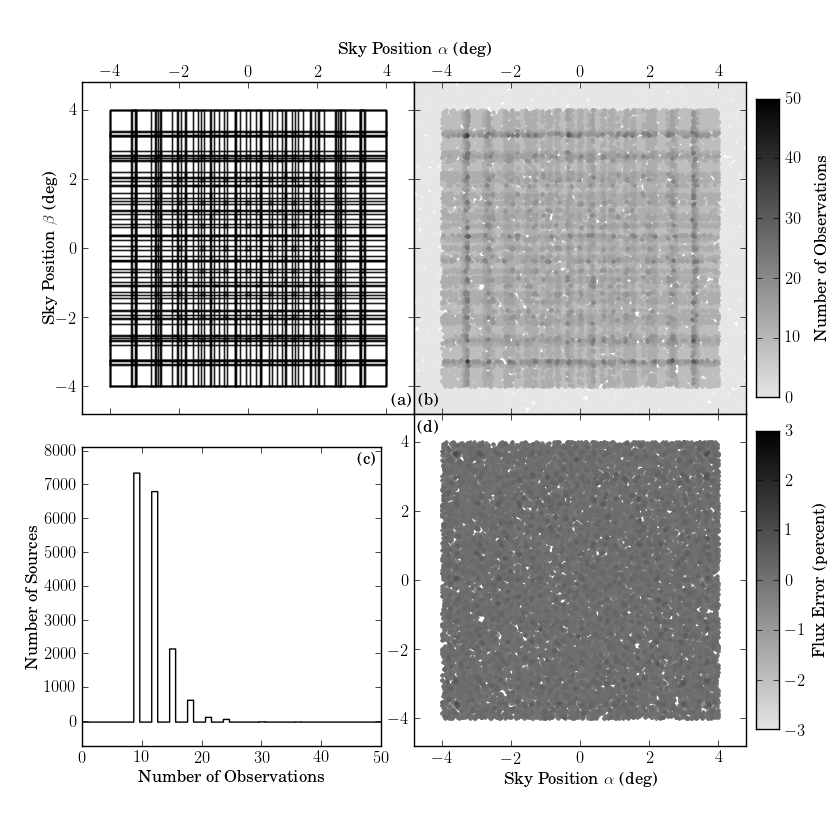 Sky Position α (deg)
−4 −2 0 2 4 −4 −2 0 2 4
4
2
0
−2
−4
Sky Position β (deg)
(a) (b)
50
40
30
20
10
0
Number of Observations
8000
7000
6000
5000
4000
3000
2000
1000
0
Number of Sources
(c)
0 10 20 30 40 50
Number of Observations
(d)
4
2
0
−2
−4
−4 −2 0 2 4
Sky Position α (deg)
3
2
1
0
−1
−2
−3
Flux Error (percent)